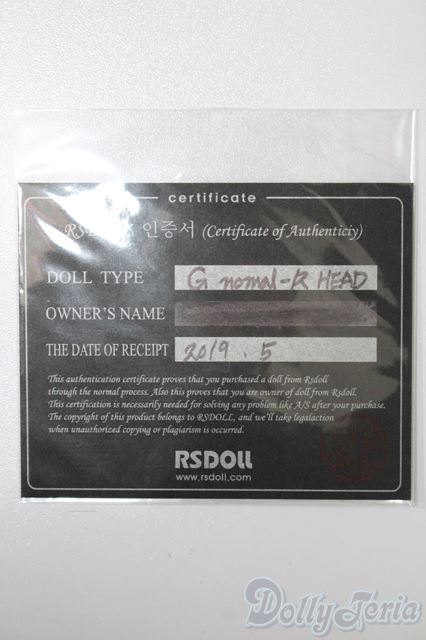 certificate
인증서 (Certificate of Authenticiy)
DOLL TYPE G nomal-R HEAD
OWNER'S NAME
THE DATE OF RECEIPT 2019.5
This authentication certificate proves that you purchased a doll from Rsdoll
through the normal process. Also this proves that you are owner of doll from Rsdoll.
This certification is necessarily needed for solving any problem like A/S after your purchase.
The copyright of this product belongs to RSDOLL, and we'll take legalaction
when unauthorized copying or plagiarism is occurred.
RSDOLL
www.rsdoll.com
DollyTeria